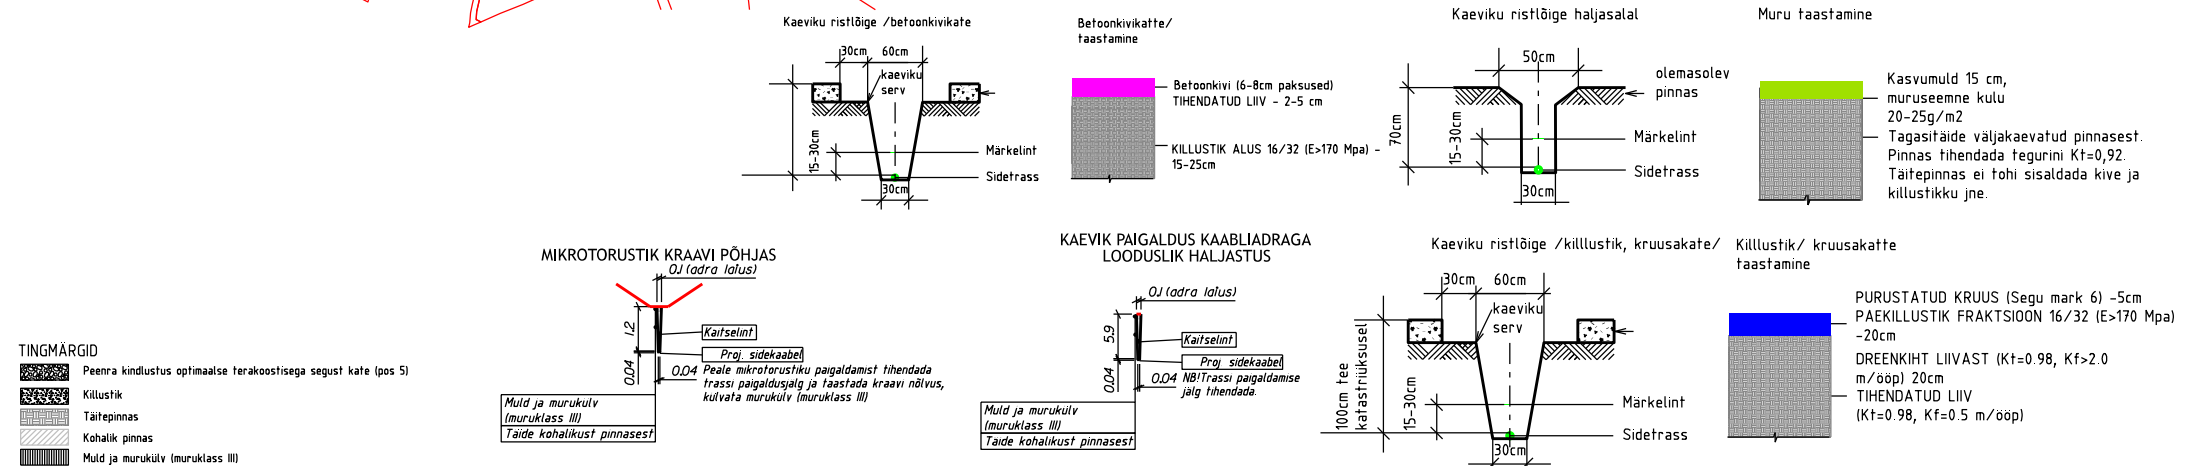 Kaeviku ristlõige /betoonkivikate
30cm
60cm
kaeviku
serv
15-30cm
Märkelint
Sidetrass
30cm
Betoonkivikatte/
taastamine
Betoonkivi (6-8cm paksused)
TIHENDATUD LIIV - 2-5 cm
KILLUSTIK ALUS 16/32 (E>170 Mpa) -
15-25cm
Kaeviku ristlõige haljasalal
50cm
olemasolev
pinnas
70cm
15-30cm
Märkelint
Sidetrass
30cm
Muru taastamine
Kasvumuld 15 cm,
muruseemne kulu
20-25g/m2
Tagasitäide väljakaevatud pinnasest.
Pinnas tihendada tegurini Kt=0,92.
Täitepinnas ei tohi sisaldada kive ja
killustikku jne.
MIKROTORUSTIK KRAAVI PÕHJAS
0.1 (adra laius)
1.2
Kaitselint
Proj. sidekaabel
0.04
0.04
Peale mikrotorustiku paigaldamist tihendada
trassi paigaldusjalg ja taastada kraavi nõlvus,
külvata murukülv (muruklass III)
Muld ja murukülv
(muruklass III)
Täide kohalikust pinnasest
KAEVIK PAIGALDUS KAABLIADRAGA
LOODUSLIK HALJASTUS
0.1 (adra laius)
5.9
Kaitselint
Proj sidekaabel
0.04
0.04
NB!Trassi paigaldamise
jälg tihendada.
Muld ja murukülv
(muruklass III)
Täide kohalikust pinnasest
Kaeviku ristlõige /killlustik, kruusakate/
30cm
60cm
kaeviku
serv
100cm tee
katastriüksusel
15-30cm
Märkelint
Sidetrass
30cm
Killlustik/ kruusakatte
taastamine
PURUSTATUD KRUUS (Segu mark 6) -5cm
PAEKILLUSTIK FRAKTSIOON 16/32 (E>170 Mpa)
-20cm
DREENKIHT LIIVAST (Kt=0.98, Kf>2.0
m/ööp) 20cm
TIHENDATUD LIIV
(Kt=0.98, Kf=0.5 m/ööp)
TINGMÄRGID
Peenra kindlustus optimaalse terakoostisega segust kate (pos 5)
Killustik
Täitepinnas
Kohalik pinnas
Muld ja murukülv (muruklass III)